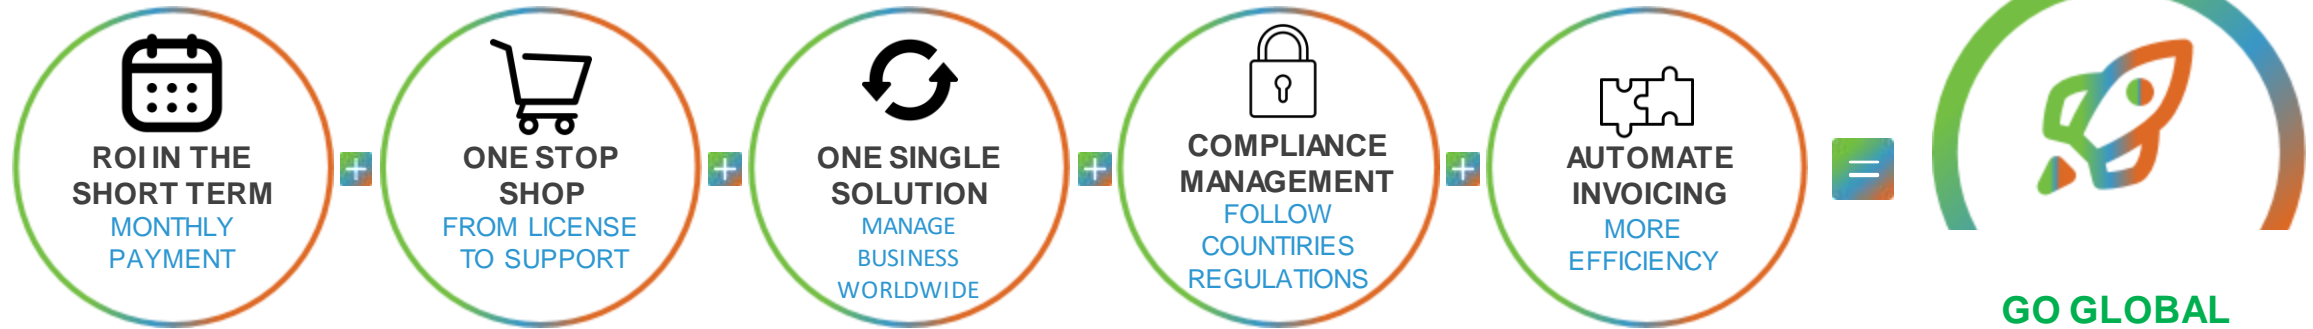 ROI IN THE
SHORT TERM
MONTHLY
PAYMENT
+
ONE STOP
SHOP
FROM LICENSE
TO SUPPORT
+
ONE SINGLE
SOLUTION
MANAGE
BUSINESS
WORLDWIDE
+
COMPLIANCE
MANAGEMENT
FOLLOW
COUNTIRIES
REGULATIONS
+
AUTOMATE
INVOICING
MORE
EFFICIENCY
=
GO GLOBAL